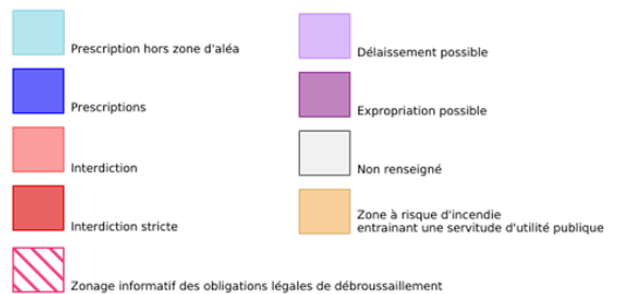 Prescription hors zone d'aléa
Prescriptions
Interdiction
Interdiction stricte
Zonage informatif des obligations légales de débroussaillement
Délaissement possible
Expropriation possible
Non renseigné
Zone à risque d'incendie
entrainant une servitude d'utilité publique